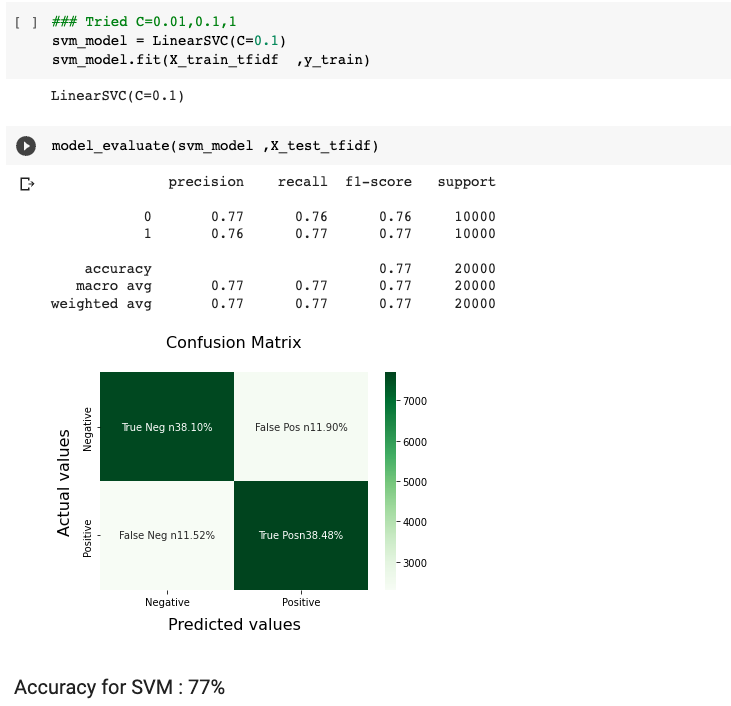 [ ] ### Tried C=0.01,0.1,1
svm_model = LinearSVC(C=0.1)
svm_model.fit(X_train_tfidf  ,y_train)
LinearSVC(C=0.1)
model_evaluate(svm_model ,X_test_tfidf)
precision recall f1-score support
0 0.77 0.76 0.76 10000
1 0.76 0.77 0.77 10000
accuracy 0.77 20000
macro avg 0.77 0.77 0.77 20000
weighted avg 0.77 0.77 0.77 20000
Confusion Matrix
Actual values
Negative
Positive
True Neg n38.10% False Pos n11.90%
False Neg n11.52% True Posn38.48%
7000
6000
5000
4000
3000
Negative Positive
Predicted values
Accuracy for SVM : 77%